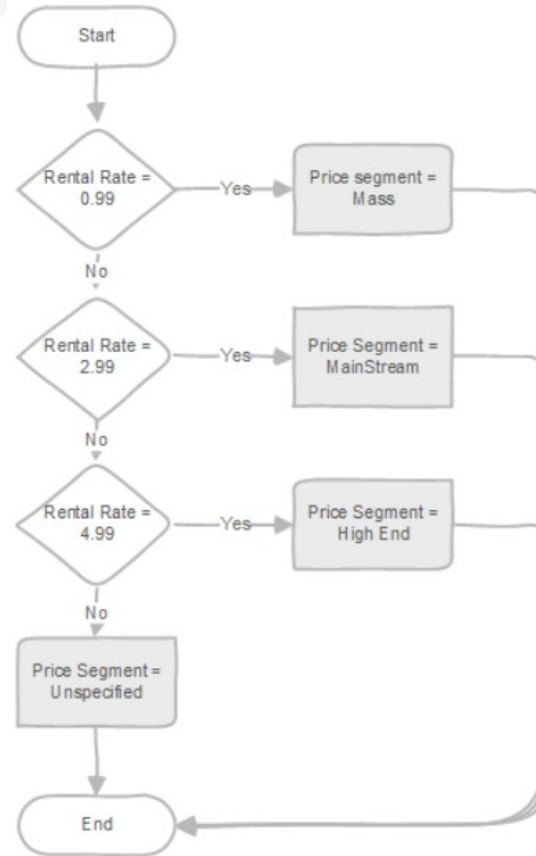 Start
Rental Rate =
0.99
Yes
Price segment =
Mass
No
Rental Rate =
2.99
Yes
Price Segment =
MainStream
No
Rental Rate =
4.99
Yes
Price Segment =
High End
No
Price Segment =
Unspecified
End